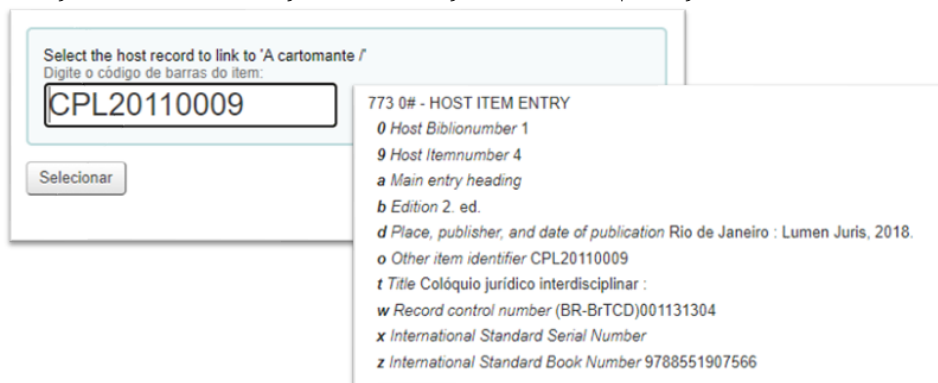 Select the host record to link to 'A cartomante /'
Digite o código de barras do item:
CPL20110009
Selecionar
773 0# - HOST ITEM ENTRY
0 Host Biblionumber 1
9 Host Itemnumber 4
a Main entry heading
b Edition 2. ed.
d Place, publisher, and date of publication Rio de Janeiro : Lumen Juris, 2018.
o Other item identifier CPL20110009
t Title Colóquio jurídico interdisciplinar :
w Record control number (BR-BrTCD)001131304
x International Standard Serial Number
z International Standard Book Number 9788551907566